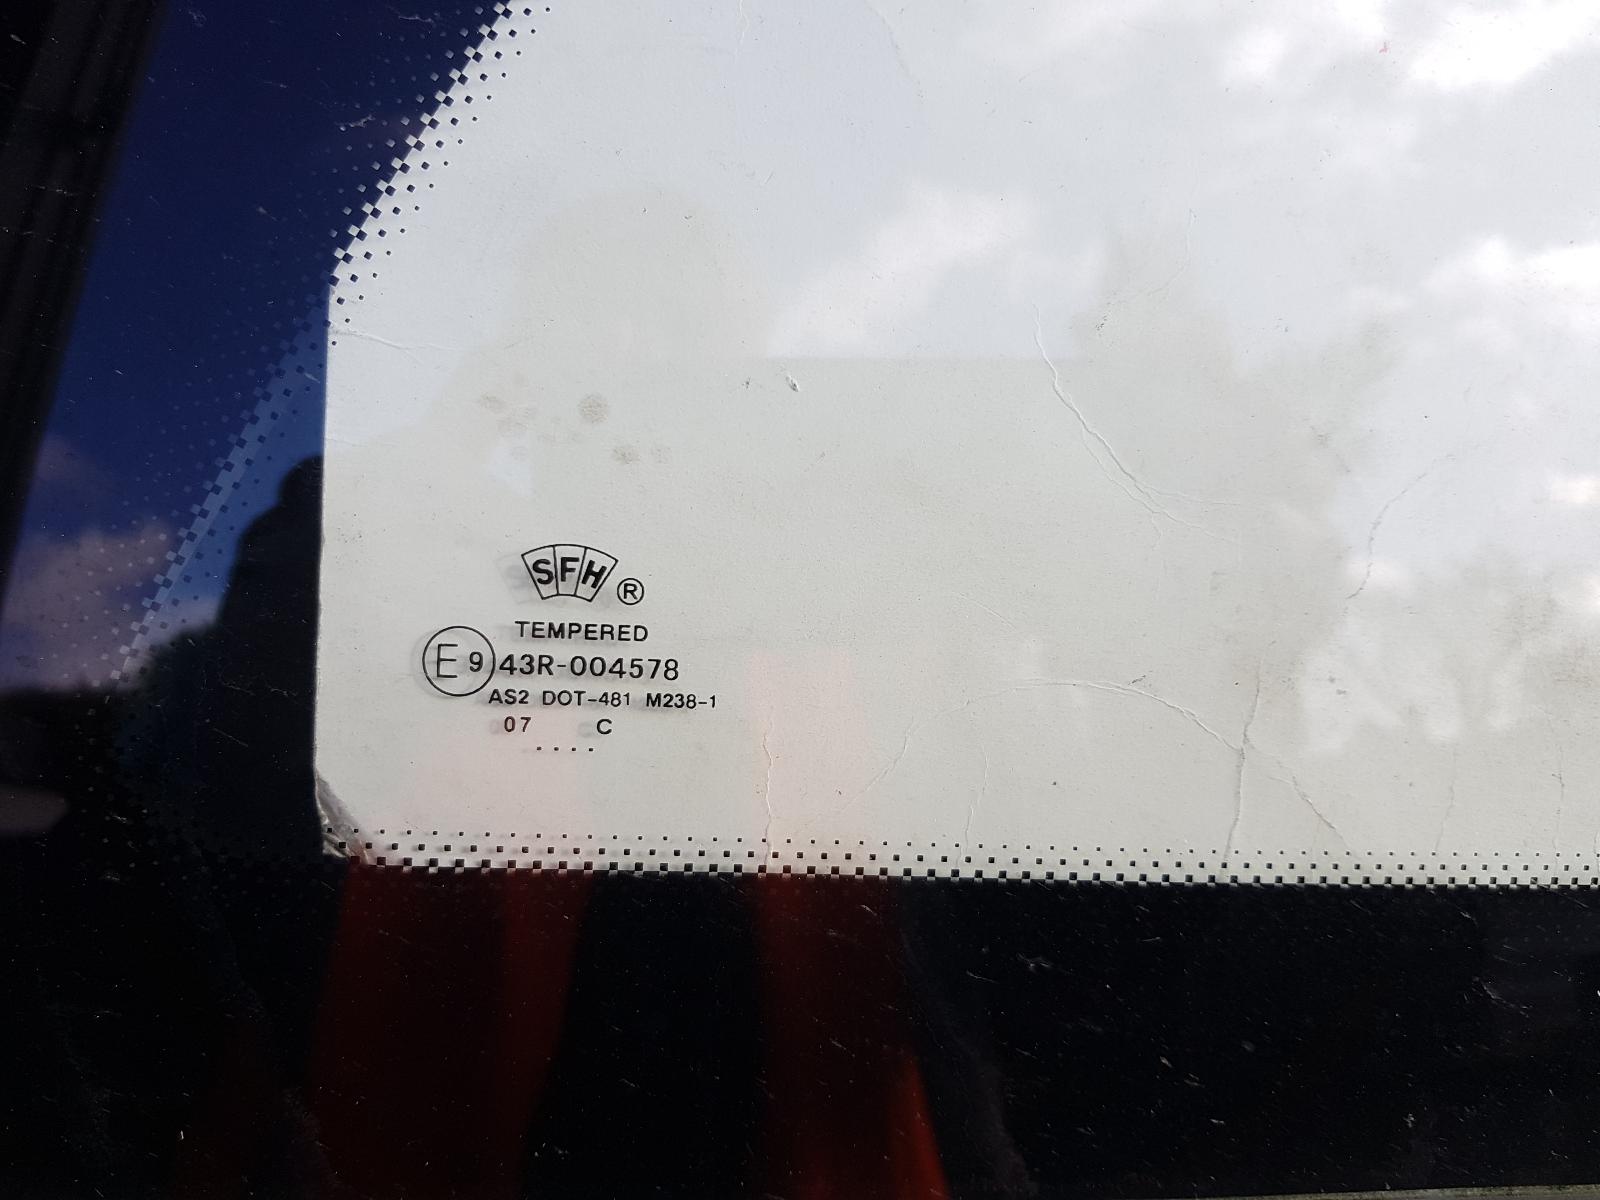 SFH ®
TEMPERED
E9 43R-004578
AS2 DOT-481 M238-1
07 C
....